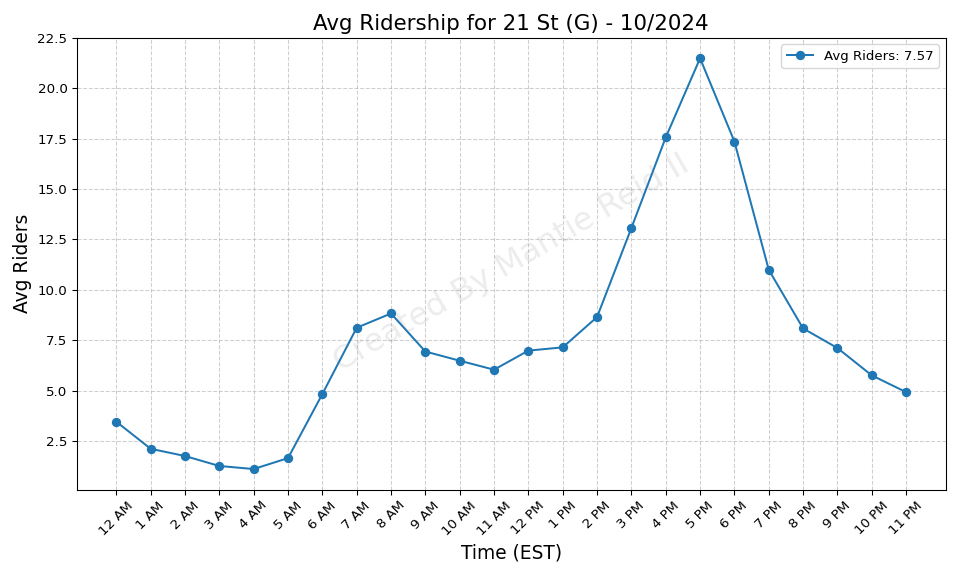 Avg Ridership for 21 St (G) - 10/2024
Avg Riders: 7.57
22.5
20.0
17.5
15.0
12.5
10.0
7.5
5.0
2.5
Avg Riders
Created By Mantie Reid II
12 AM
1 AM
2 AM
3 AM
4 AM
5 AM
6 AM
7 AM
8 AM
9 AM
10 AM
11 AM
12 PM
1 PM
2 PM
3 PM
4 PM
5 PM
6 PM
7 PM
8 PM
9 PM
10 PM
11 PM
Time (EST)